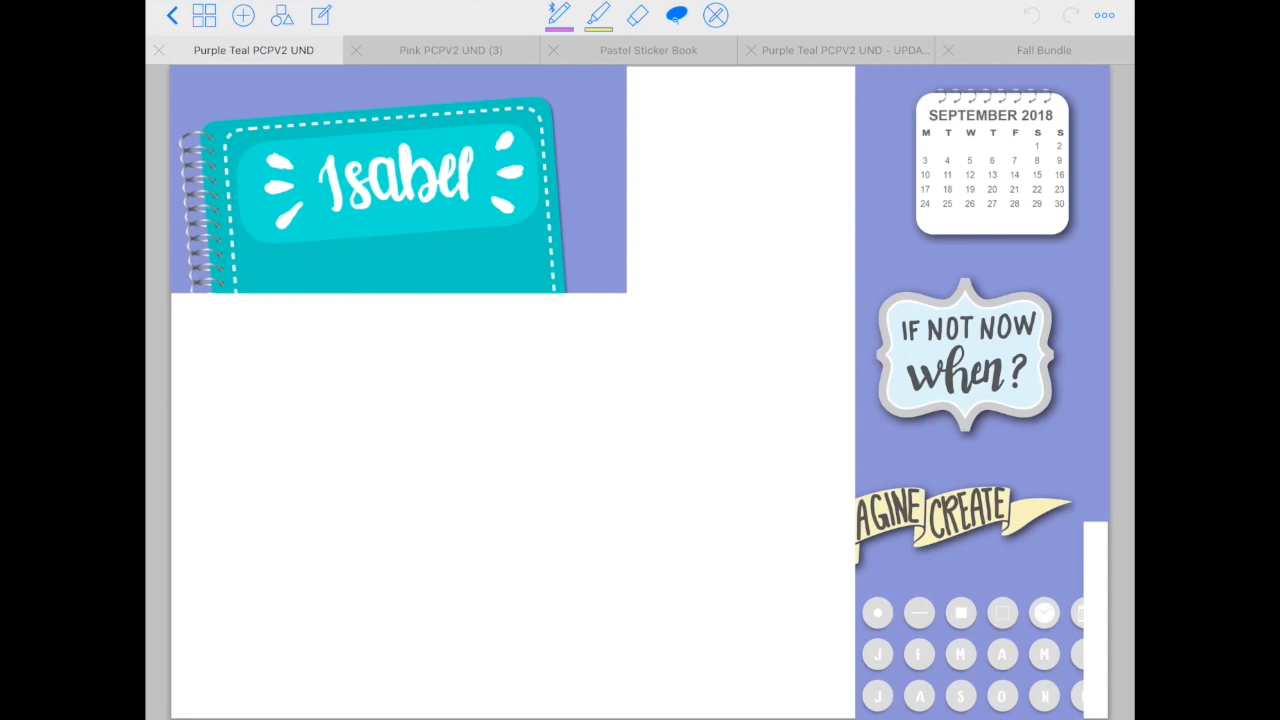 Purple Teal PCPV2 UND
Pink PCPV2 UND (3)
Pastel Sticker Book
Purple Teal PCPV2 UND - UPDA...
Fall Bundle
Isabel
SEPTEMBER 2018
M T W T F S S
1 2
3 4 5 6 7 8 9
10 11 12 13 14 15 16
17 18 19 20 21 22 23
24 25 26 27 28 29 30
IF NOT NOW
when?
AGINE CREATE
J F M A M
J A S O N